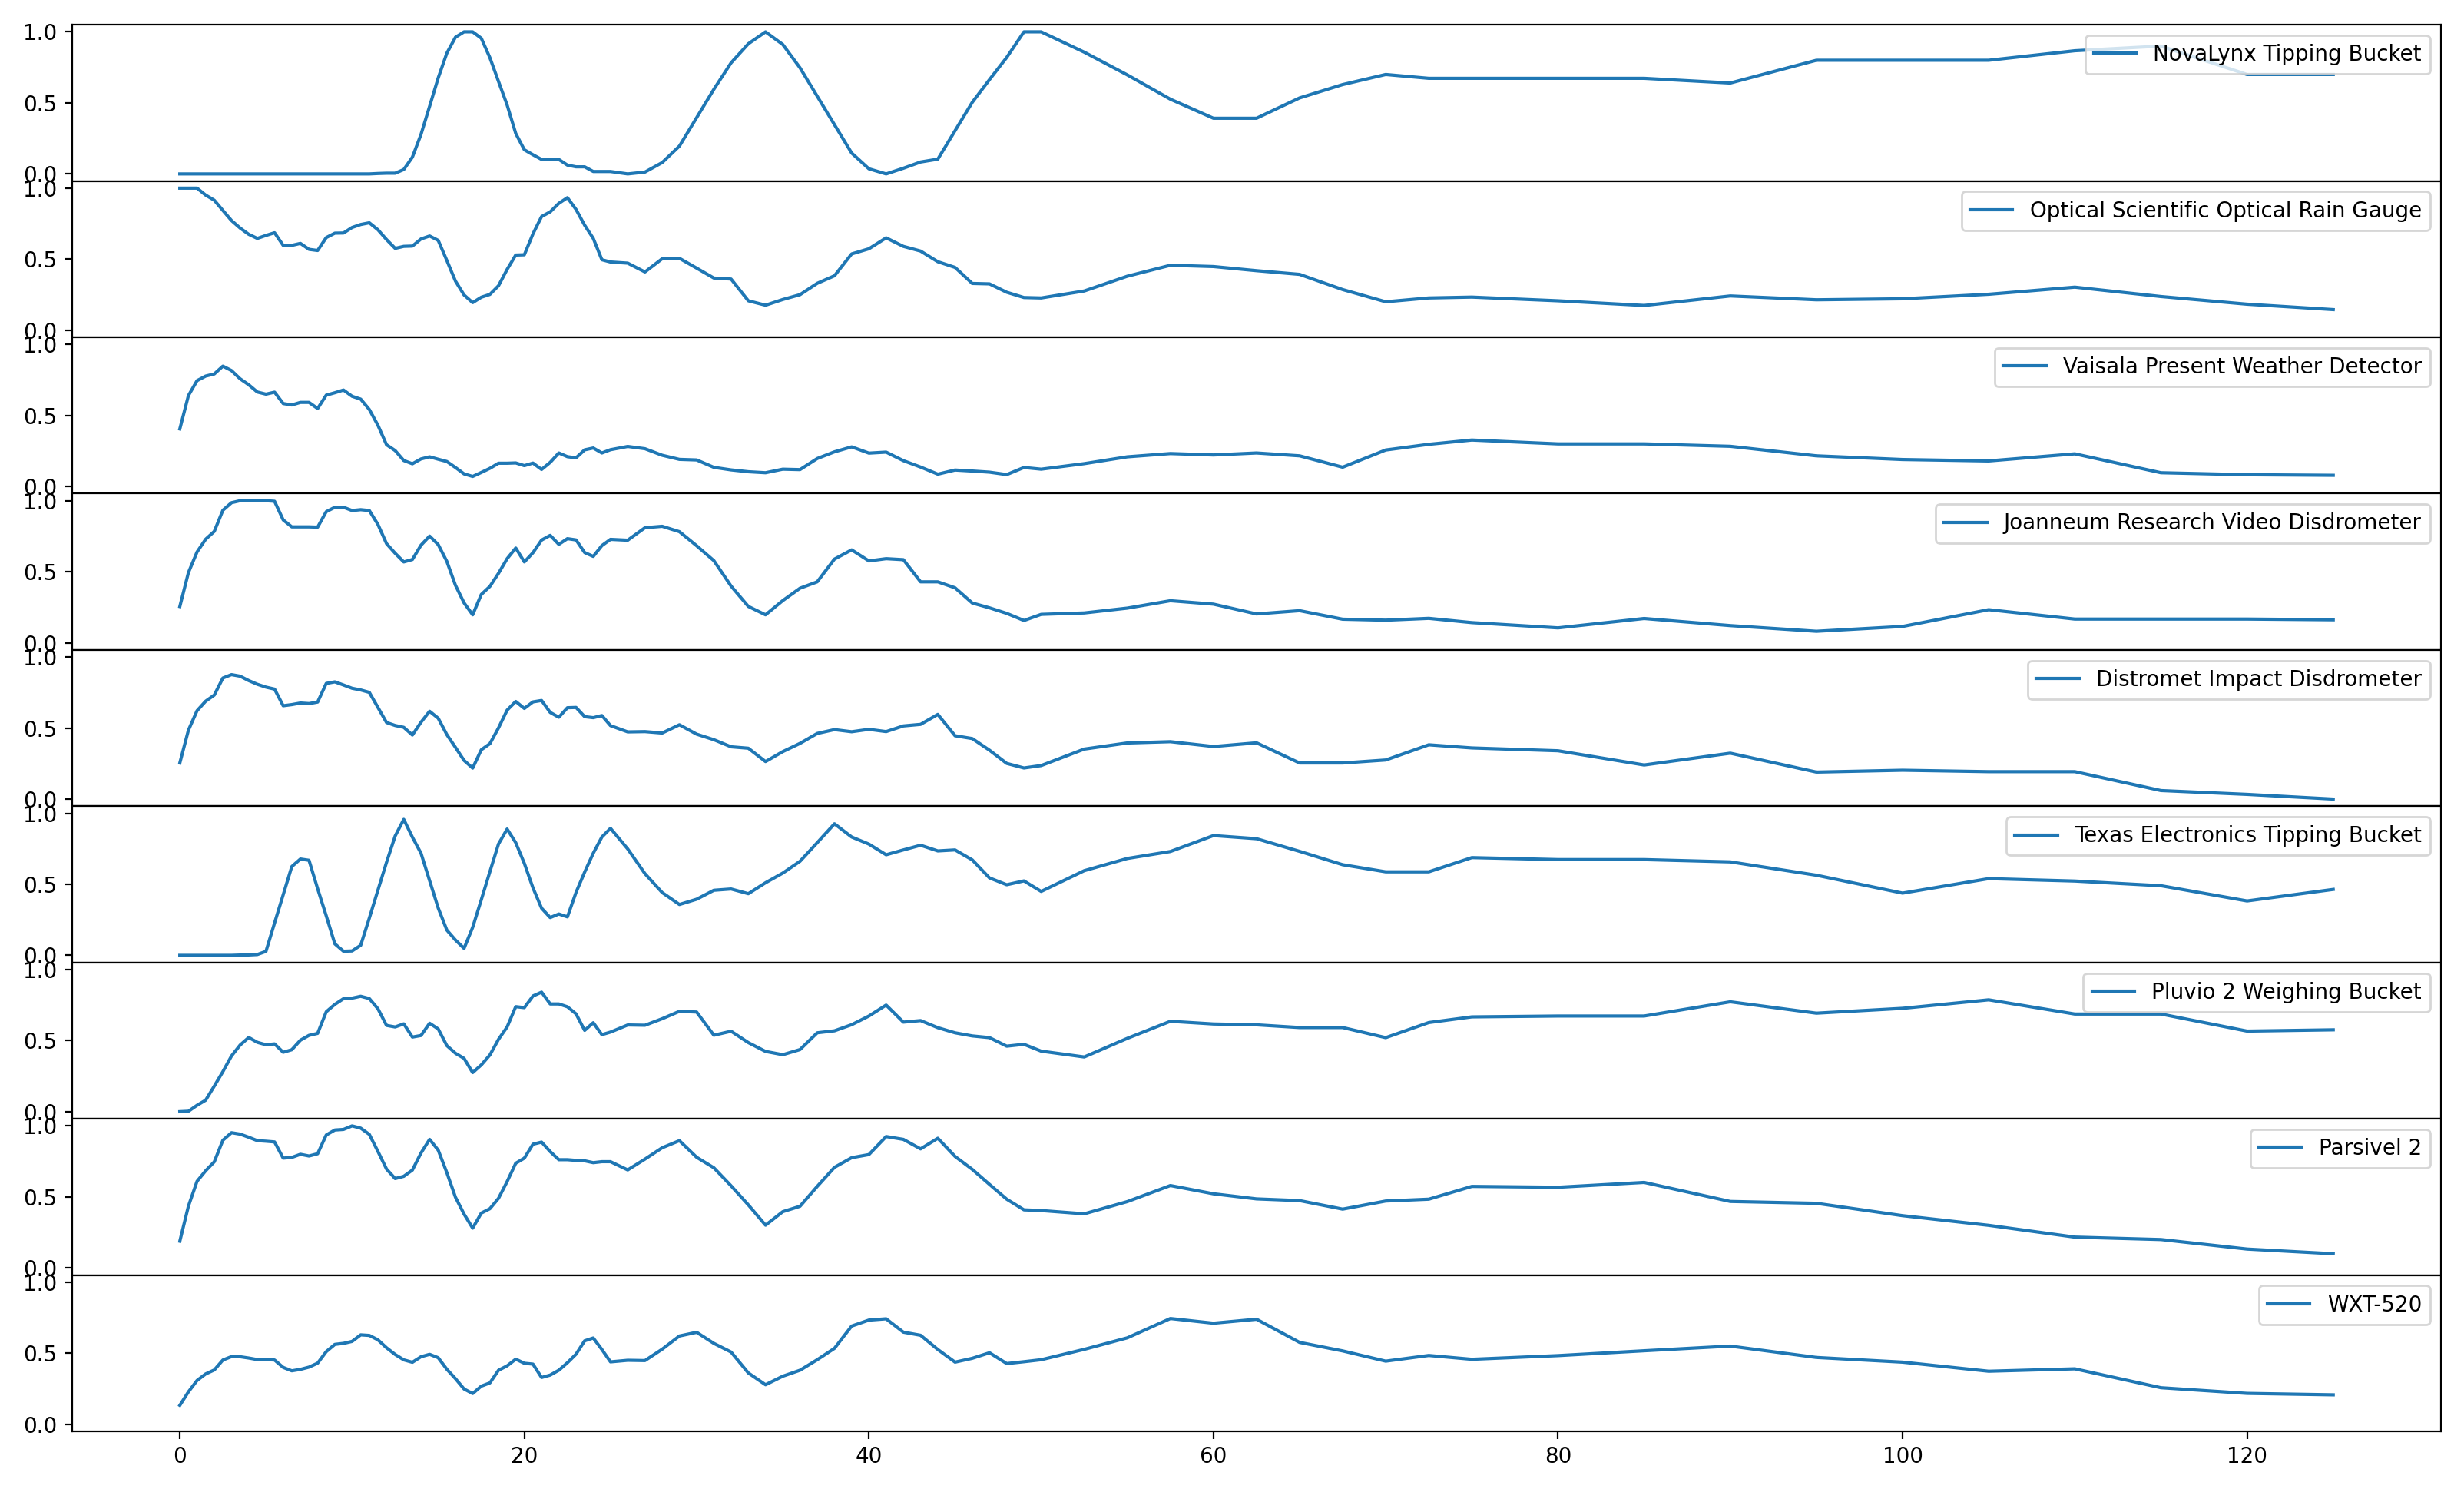 1.0
NovaLynx Tipping Bucket
0.5
0.0
1.0
Optical Scientific Optical Rain Gauge
0.5
0.0
1.0
Vaisala Present Weather Detector
0.5
0.0
1.0
Joanneum Research Video Disdrometer
0.5
0.0
1.0
Distromet Impact Disdrometer
0.5
0.0
1.0
Texas Electronics Tipping Bucket
0.5
0.0
1.0
Pluvio 2 Weighing Bucket
0.5
0.0
1.0
Parsivel 2
0.5
0.0
1.0
WXT-520
0.5
0.0
0 20 40 60 80 100 120